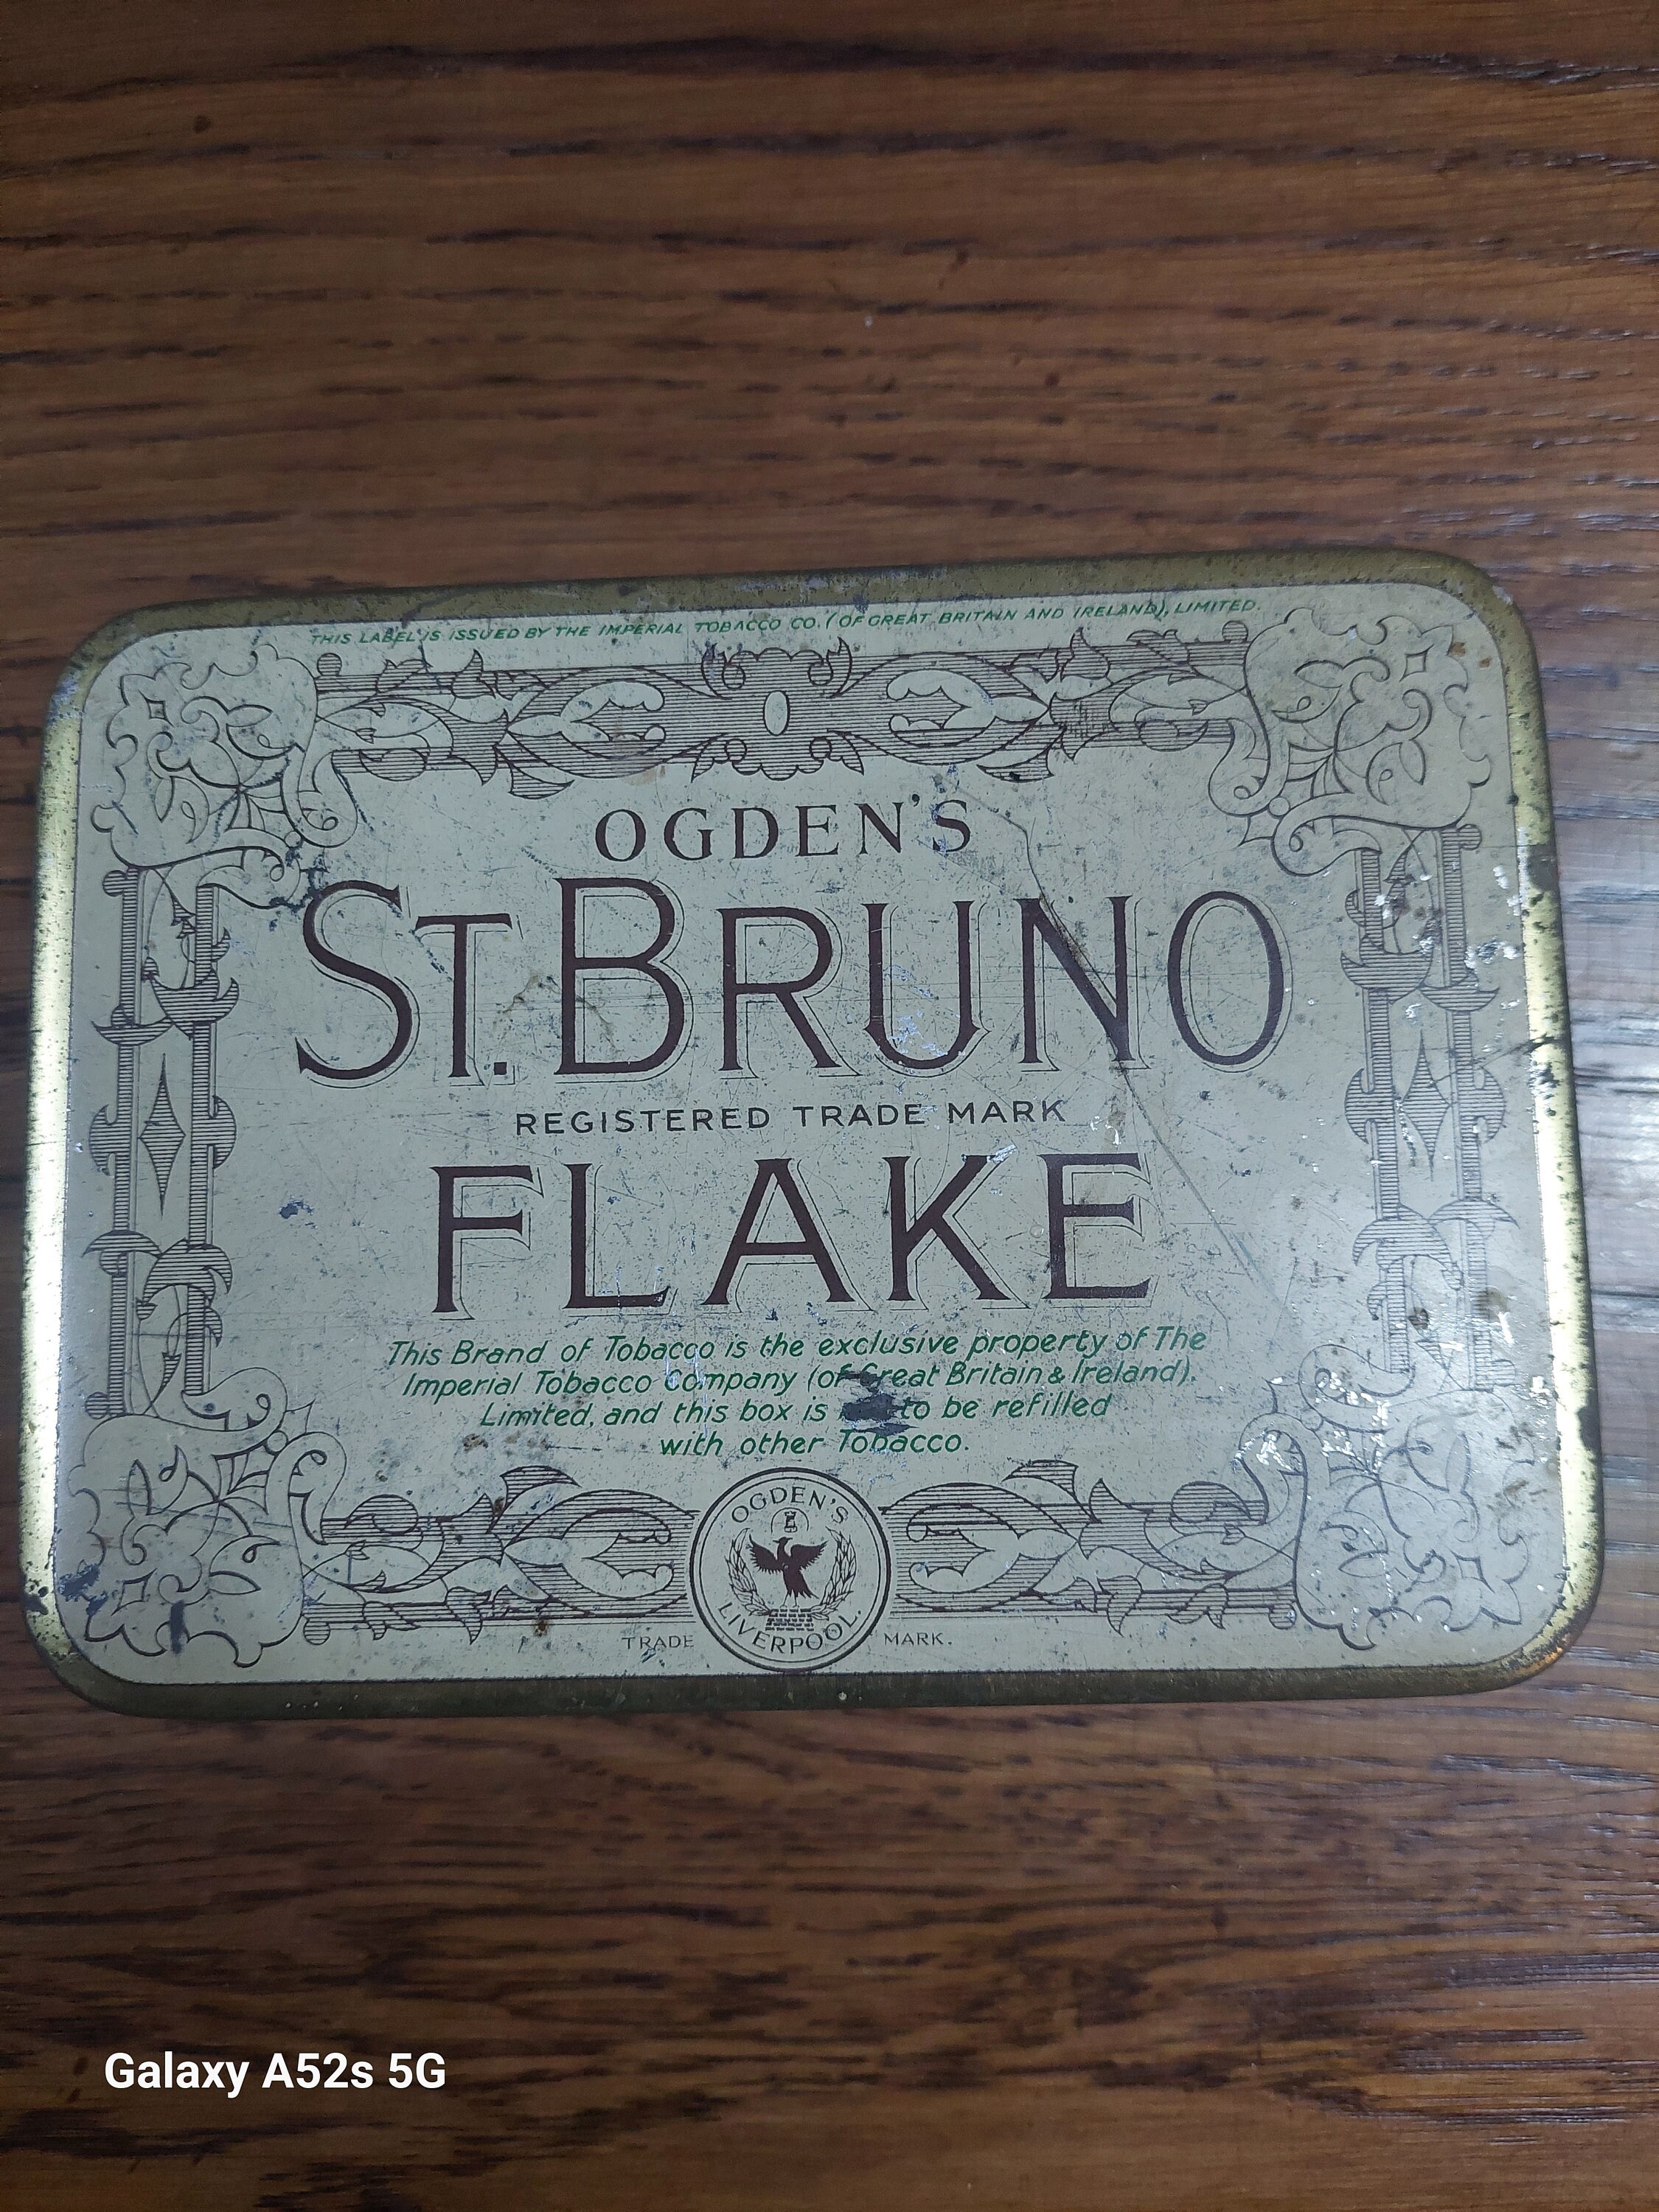 THIS LABEL IS ISSUED BY THE IMPERIAL TOBACCO CO. (OF GREAT BRITAIN AND IRELAND), LIMITED.
OGDEN'S
ST. BRUNO
REGISTERED TRADE MARK
FLAKE
This Brand of Tobacco is the exclusive property of The
Imperial Tobacco Company (of Great Britain & Ireland).
Limited, and this box is to be refilled
with other Tobacco.
OGDEN'S
LIVERPOOL.
TRADE MARK.
Galaxy A52s 5G